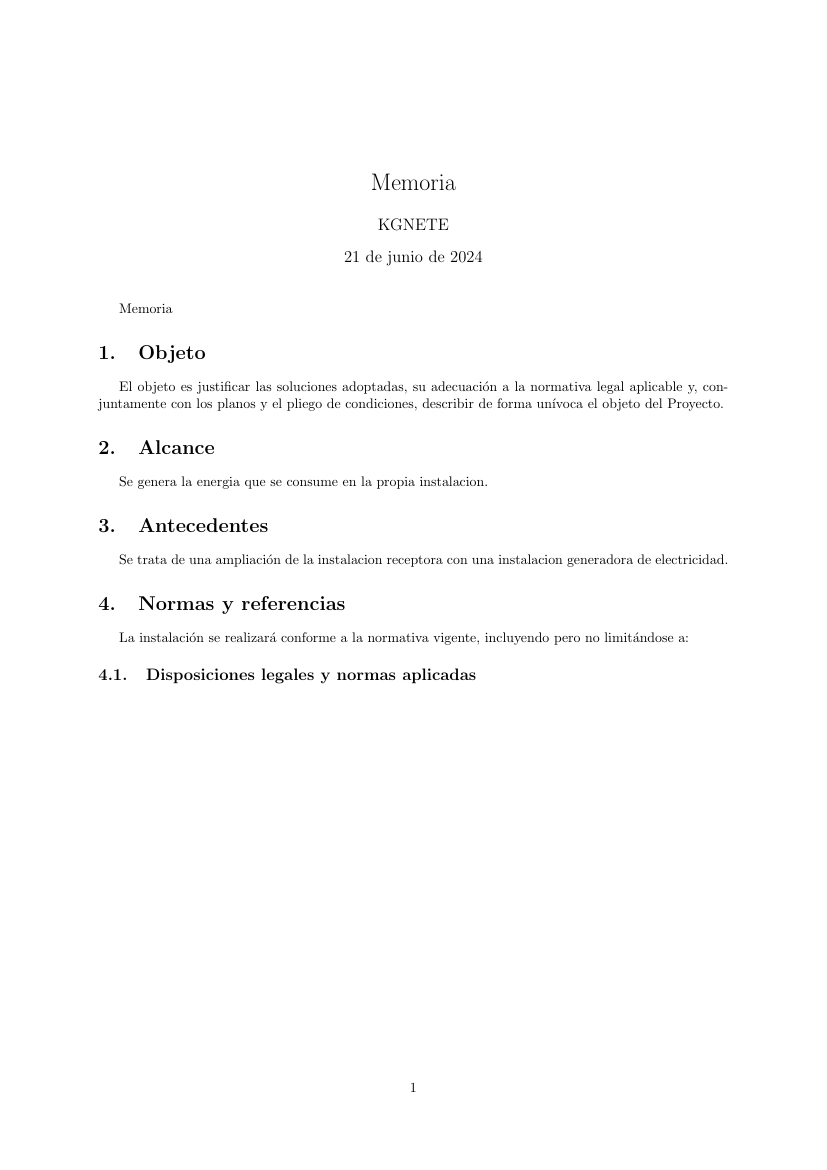 Memoria
KGNETE
21 de junio de 2024
Memoria
1. Objeto
El objeto es justificar las soluciones adoptadas, su adecuación a la normativa legal aplicable y, con-
juntamente con los planos y el pliego de condiciones, describir de forma unívoca el objeto del Proyecto.
2. Alcance
Se genera la energia que se consume en la propia instalacion.
3. Antecedentes
Se trata de una ampliación de la instalacion receptora con una instalacion generadora de electricidad.
4. Normas y referencias
La instalación se realizará conforme a la normativa vigente, incluyendo pero no limitándose a:
4.1. Disposiciones legales y normas aplicadas
1